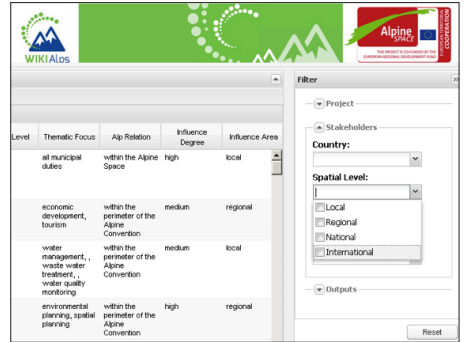 WIKIAlps
Alpine
SPACE
THIS PROJECT IS COFUNDED BY THE
EUROPEAN REGIONAL DEVELOPMENT FUND
EUROPEAN TERRITORIAL
COOPERATION
Level Thematic Focus Alp Relation Influence Degree Influence Area
all municipal duties within the Alpine Space high local
economic development, tourism within the perimeter of the Alpine Convention medium regional
water management, , waste water treatment, , water quality monitoring within the perimeter of the Alpine Convention medium local
environmental planning, spatial planning within the perimeter of the Alpine Convention high regional
Filter
Project
Stakeholders
Country:
Spatial Level:
Local
Regional
National
International
Outputs
Reset